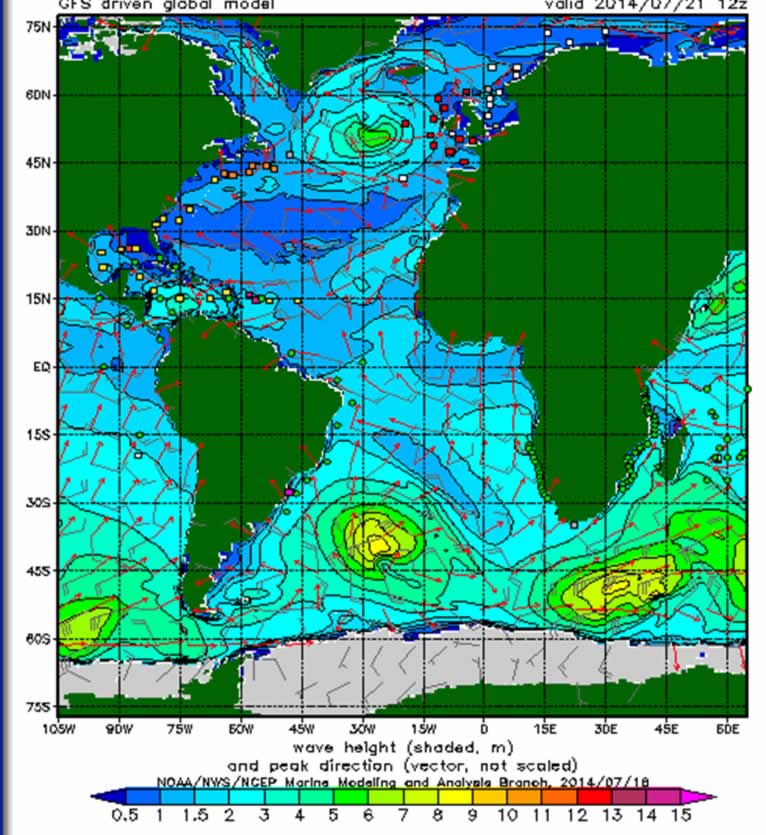 GFS driven global model valid 2014/07/21 12z
75N
60N
45N
30N
15N
EQ
15S
30S
45S
60S
75S
105W 90W 75W 60W 45W 30W 15W 0 15E 30E 45E 60E
wave height (shaded, m)
and peak direction (vector, not scaled)
NOAA/NWS/NCEP Marine Modeling and Analysis Branch, 2014/07/18
0.5 1 1.5 2 3 4 5 6 7 8 9 10 11 12 13 14 15